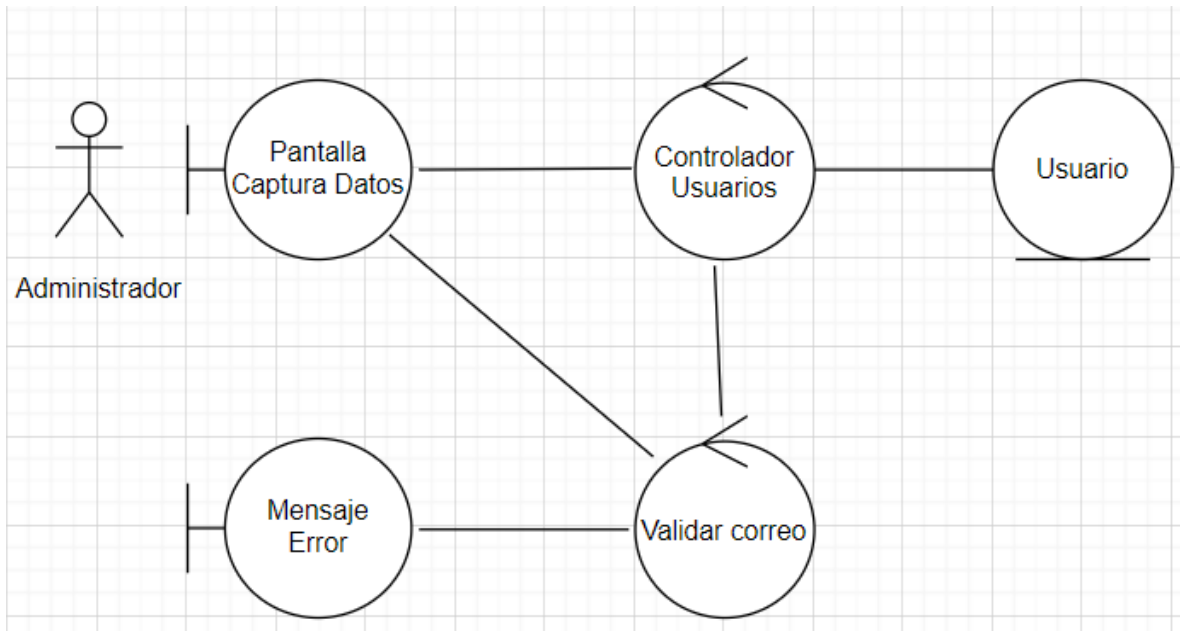 Pantalla
Captura Datos
Controlador
Usuarios
Usuario
Administrador
Mensaje
Error
Validar correo